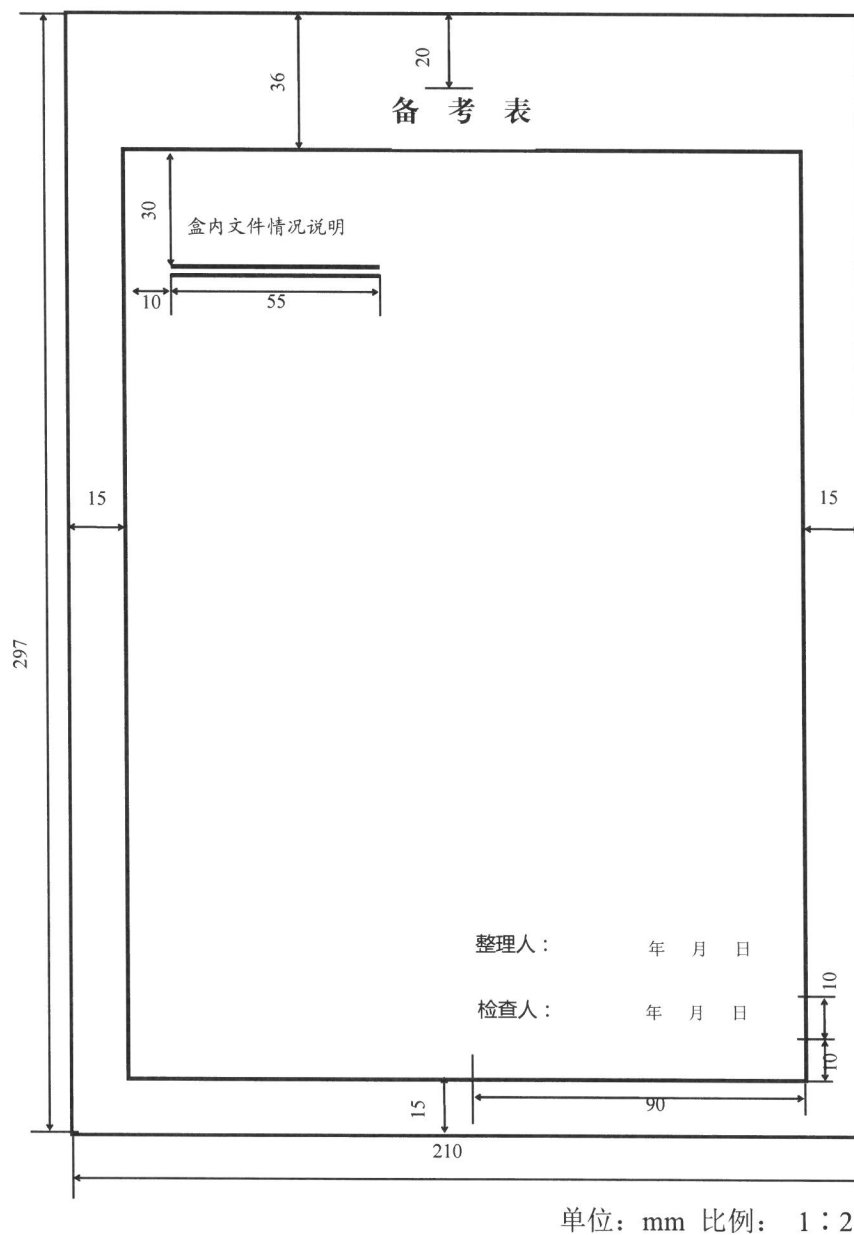 36
20
备 考 表
30
盒内文件情况说明
10
55
15
15
297
整理人： 年 月 日
10
检查人： 年 月 日
10
15
90
210
单位：mm 比例： 1：2